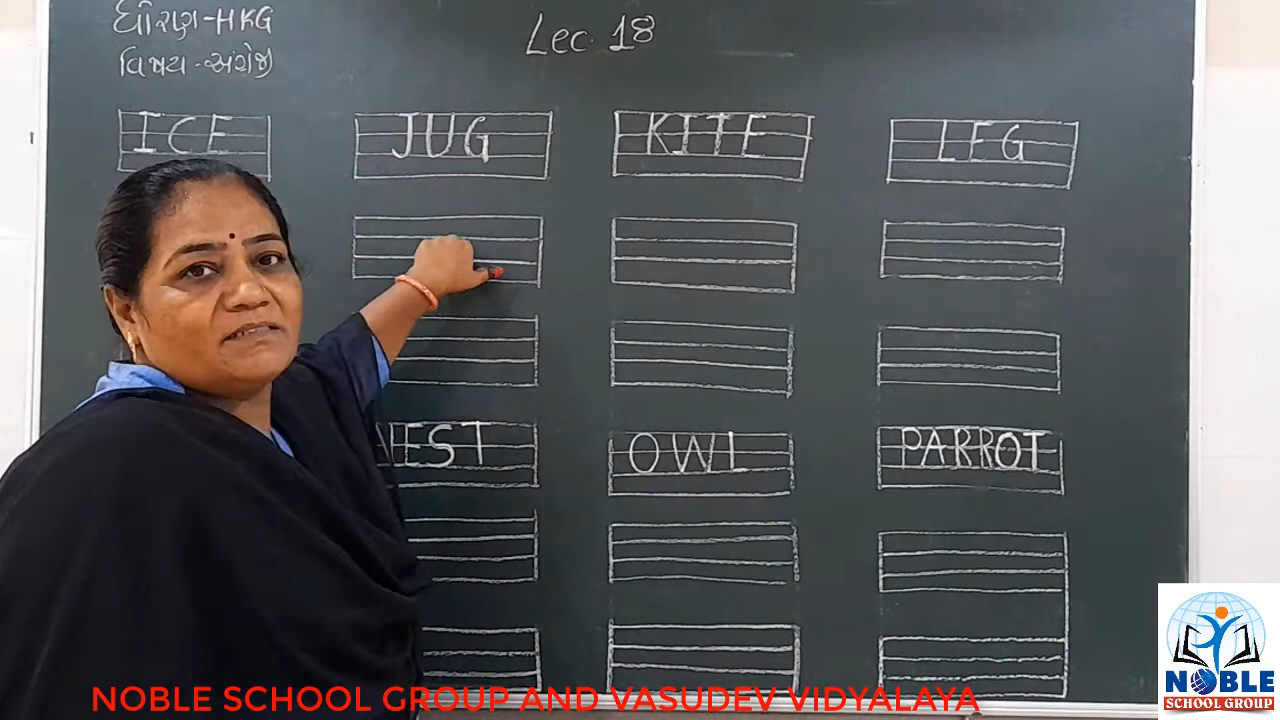 ધોરણ-HKG
Lec. 18
વિષય-અંગ્રેજી
ICE
JUG
KITE
LEG
NEST
OWL
PARROT
NOBLE
SCHOOL GROUP
NOBLE SCHOOL GROUP AND VASUDEV VIDYALAYA